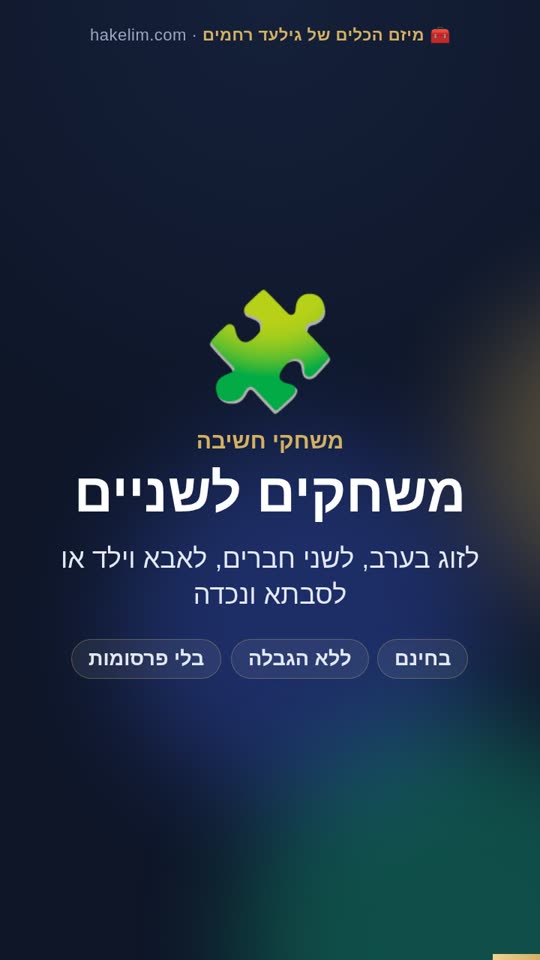 🧰 מיזם הכלים של גילעד רחמים · hakelim.com
משחקי חשיבה
משחקים לשניים
לזוג בערב, לשני חברים, לאבא וילד או
לסבתא ונכדה
בחינם
ללא הגבלה
בלי פרסומות